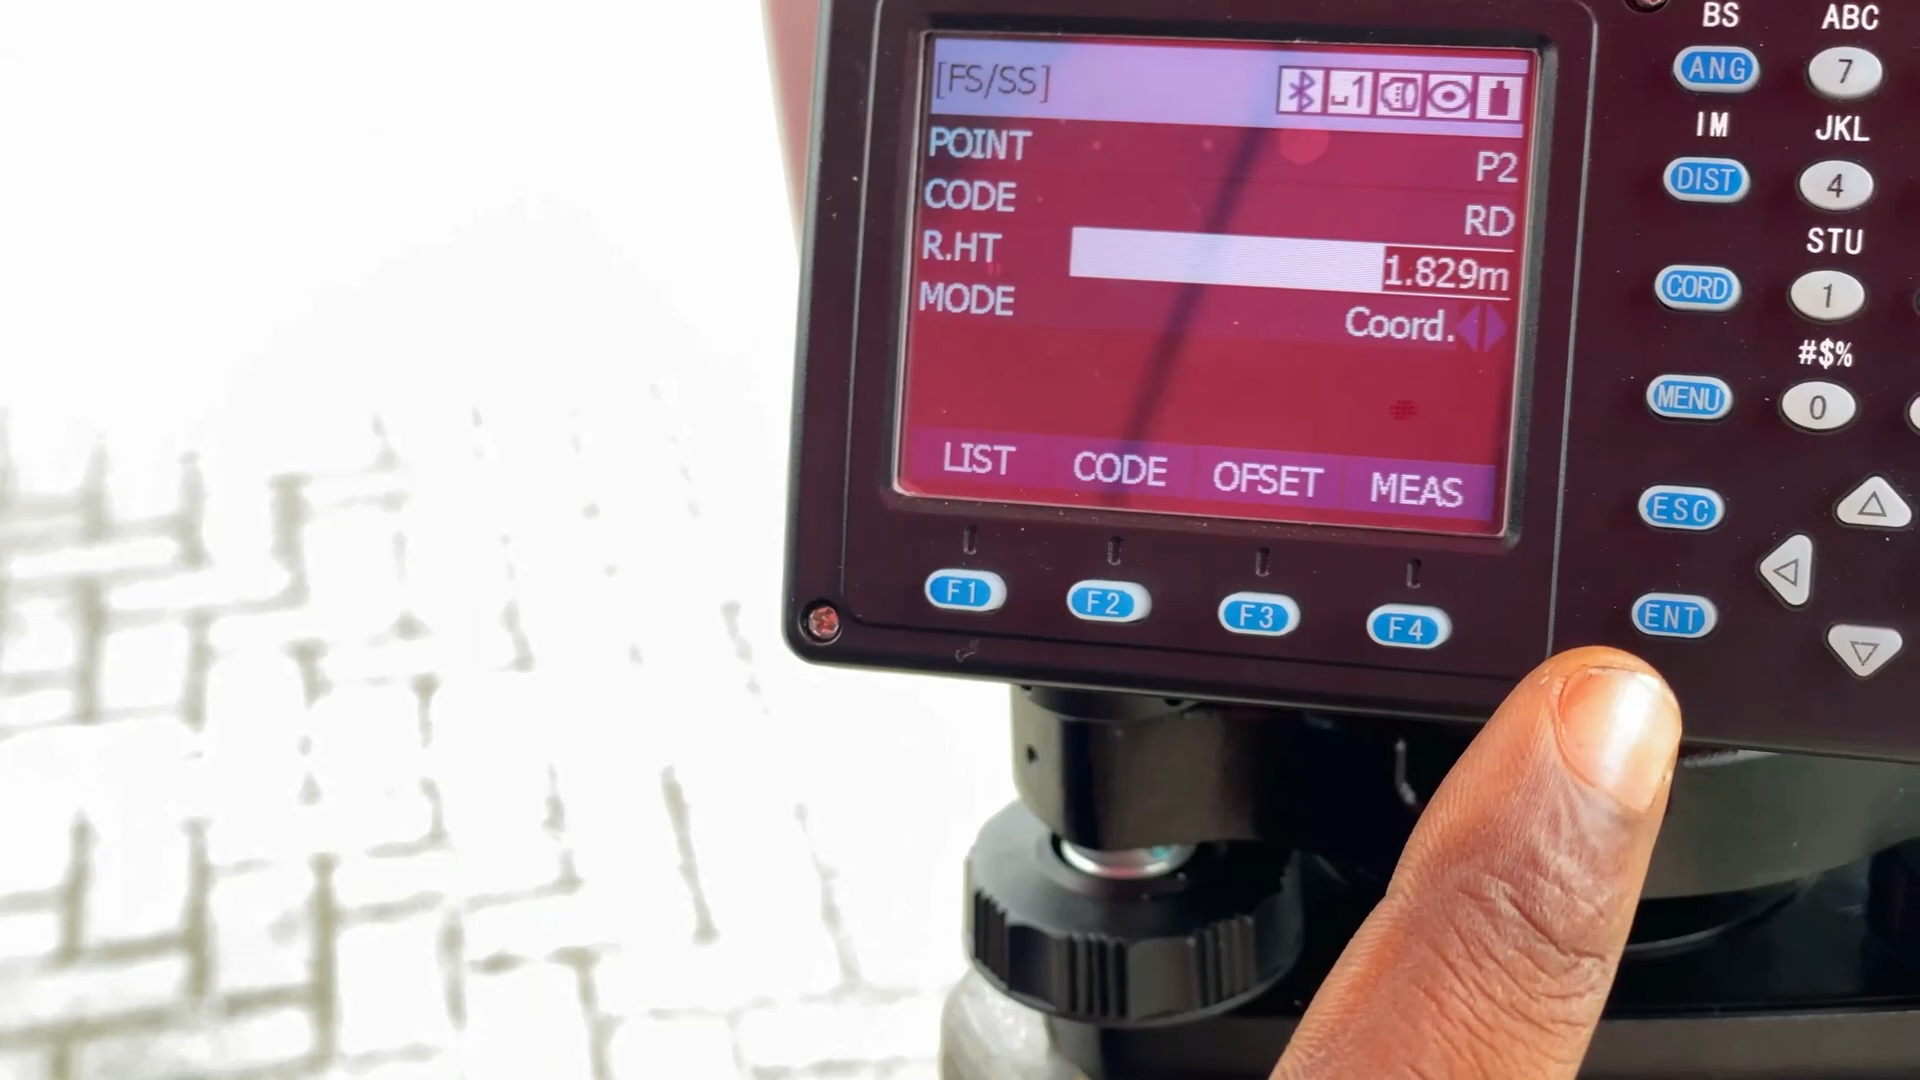 [FS/SS]
POINT P2
CODE RD
R.HT 1.829m
MODE Coord.
LIST CODE OFSET MEAS
F1 F2 F3 F4
BS ABC
ANG 7
IM JKL
DIST 4
STU
CORD 1
#$%
MENU 0
ESC
ENT